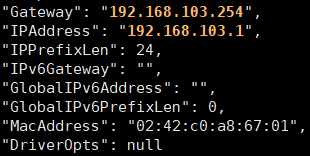 "Gateway": "192.168.103.254",
"IPAddress": "192.168.103.1",
"IPPrefixLen": 24,
"IPv6Gateway": "",
"GlobalIPv6Address": "",
"GlobalIPv6PrefixLen": 0,
"MacAddress": "02:42:c0:a8:67:01",
"DriverOpts": null